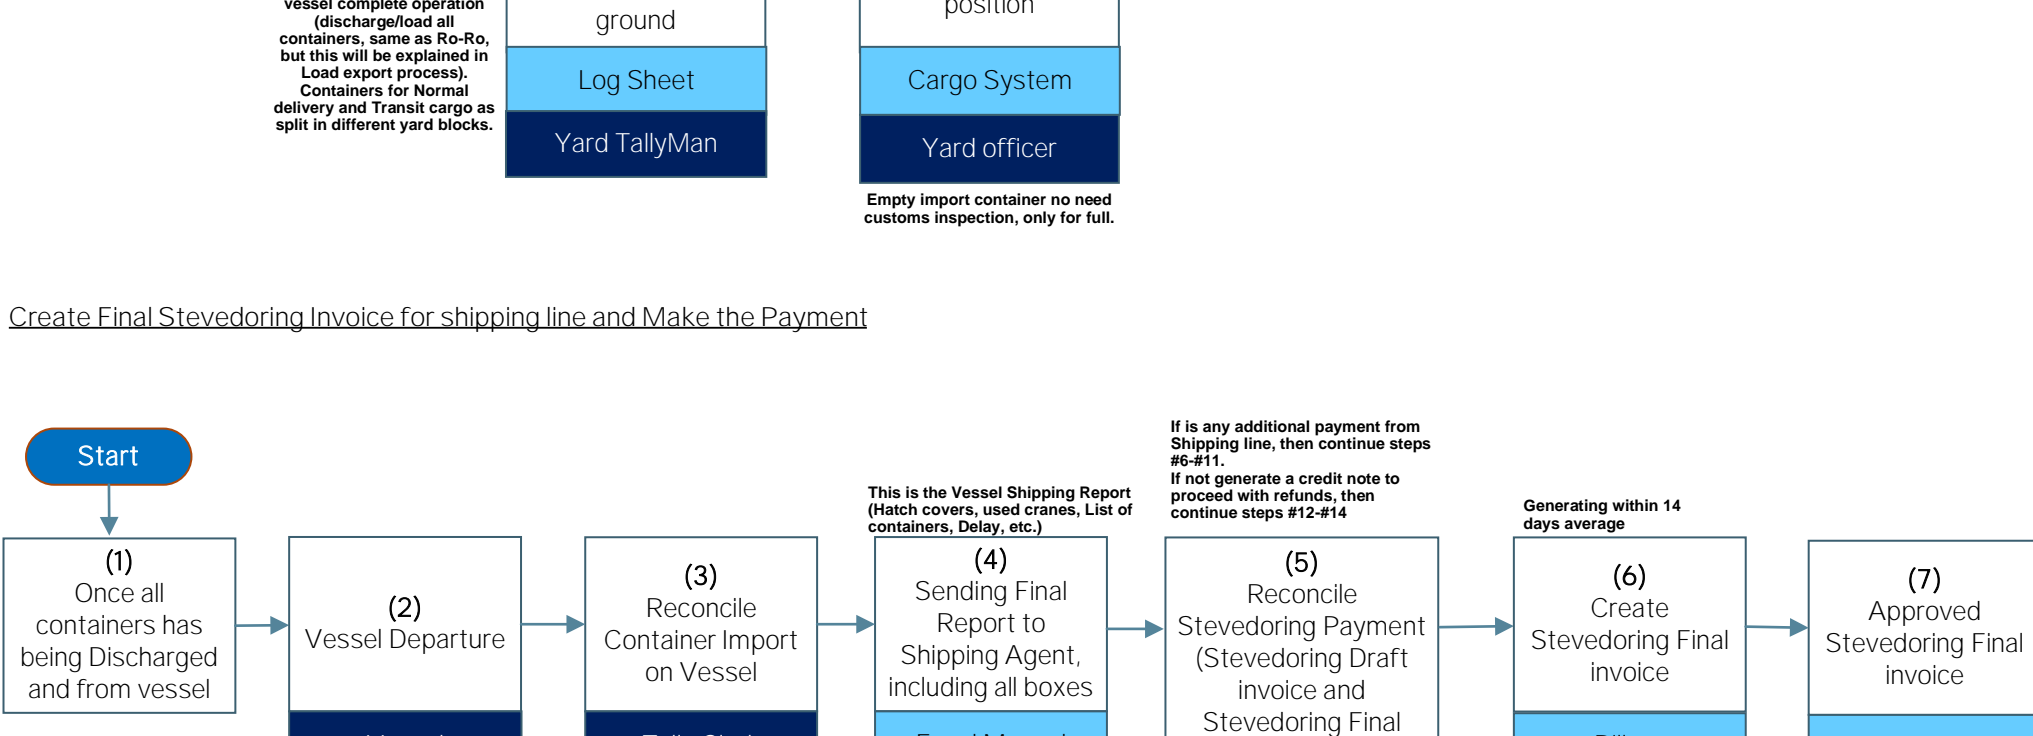 vessel complete operation
(discharge/load all
containers, same as Ro-Ro,
but this will be explained in
Load export process).
Containers for Normal
delivery and Transit cargo as
split in different yard blocks.
ground
Log Sheet
Yard TallyMan
position
Cargo System
Yard officer
Empty import container no need
customs inspection, only for full.
Create Final Stevedoring Invoice for shipping line and Make the Payment
Start
(1)
Once all
containers has
being Discharged
and from vessel
(2)
Vessel Departure
(3)
Reconcile
Container Import
on Vessel
This is the Vessel Shipping Report
(Hatch covers, used cranes, List of
containers, Delay, etc.)
(4)
Sending Final
Report to
Shipping Agent,
including all boxes
If is any additional payment from
Shipping line, then continue steps
#6-#11.
If not generate a credit note to
proceed with refunds, then
continue steps #12-#14
(5)
Reconcile
Stevedoring Payment
(Stevedoring Draft
invoice and
Stevedoring Final
Generating within 14
days average
(6)
Create
Stevedoring Final
invoice
(7)
Approved
Stevedoring Final
invoice